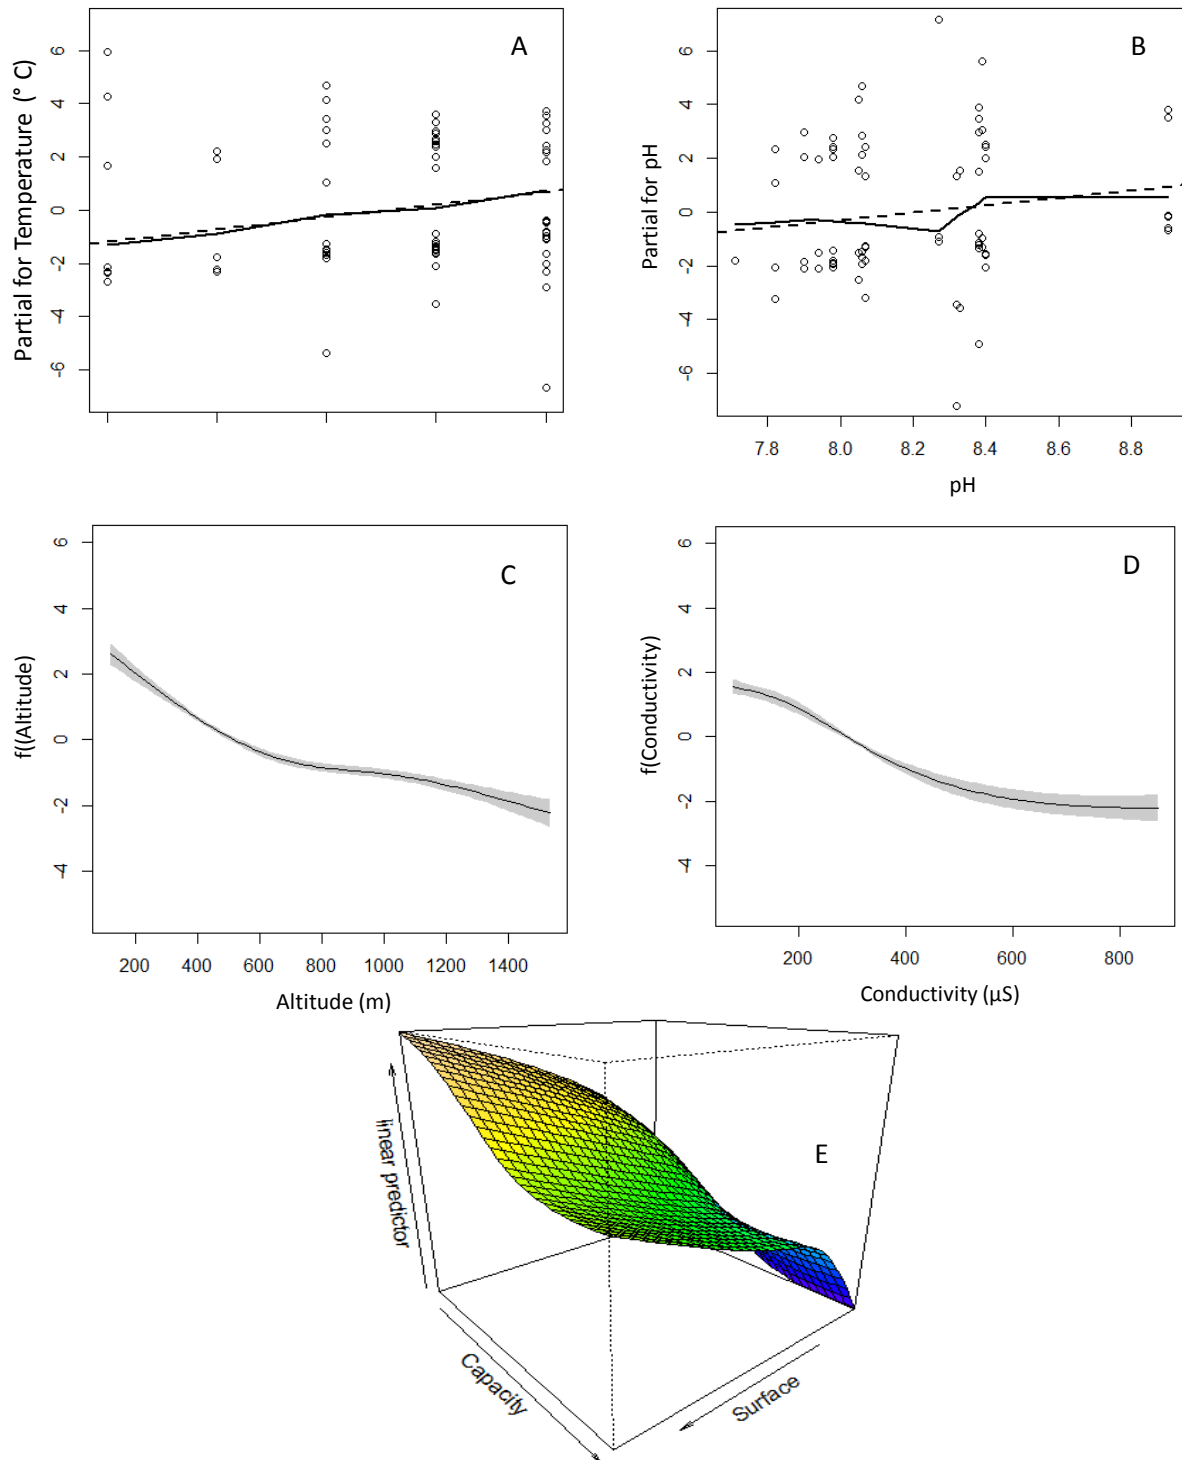 A
Partial for Temperature (° C)
6
4
2
0
-2
-4
-6
B
Partial for pH
6
4
2
0
-2
-4
-6
7.8 8.0 8.2 8.4 8.6 8.8
pH
C
f((Altitude)
6
4
2
0
-2
-4
200 400 600 800 1000 1200 1400
Altitude (m)
D
f(Conductivity)
6
4
2
0
-2
-4
200 400 600 800
Conductivity (µS)
E
linear predictor
Capacity
Surface